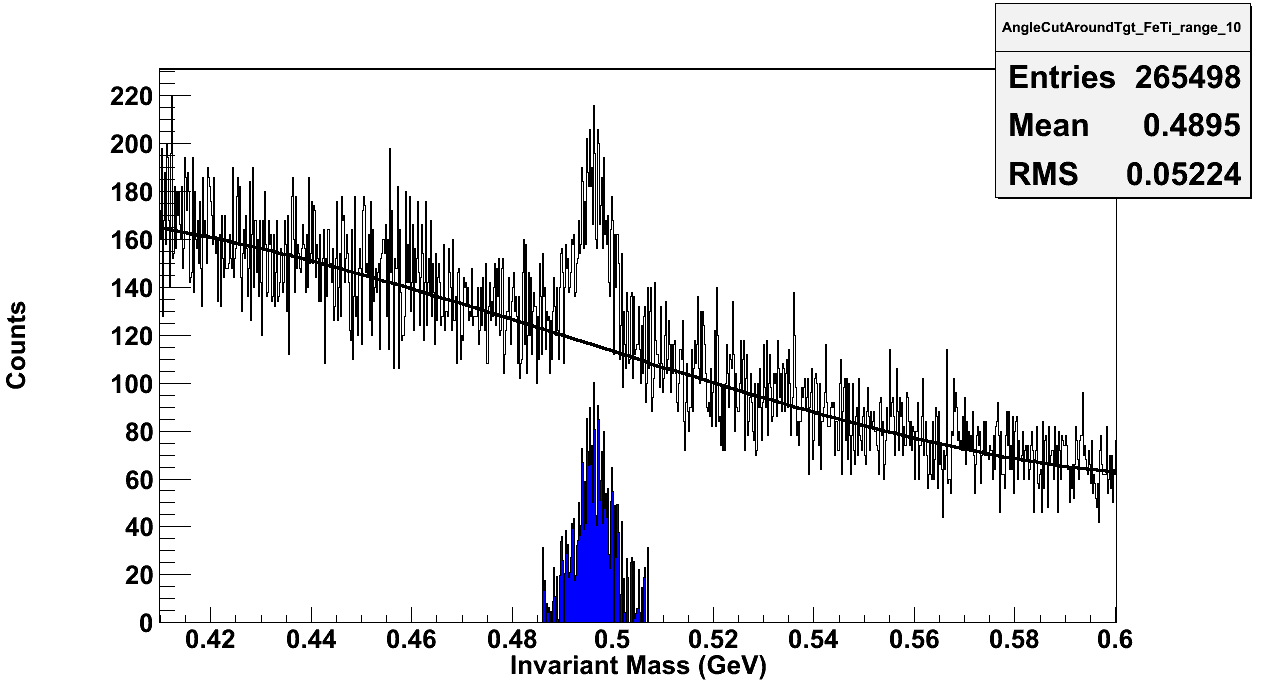 AngleCutAroundTgt_FeTi_range_10
Entries 265498
Mean 0.4895
RMS 0.05224
220
200
180
160
140
120
100
80
60
40
20
0
Counts
0.42 0.44 0.46 0.48 0.5 0.52 0.54 0.56 0.58 0.6
Invariant Mass (GeV)